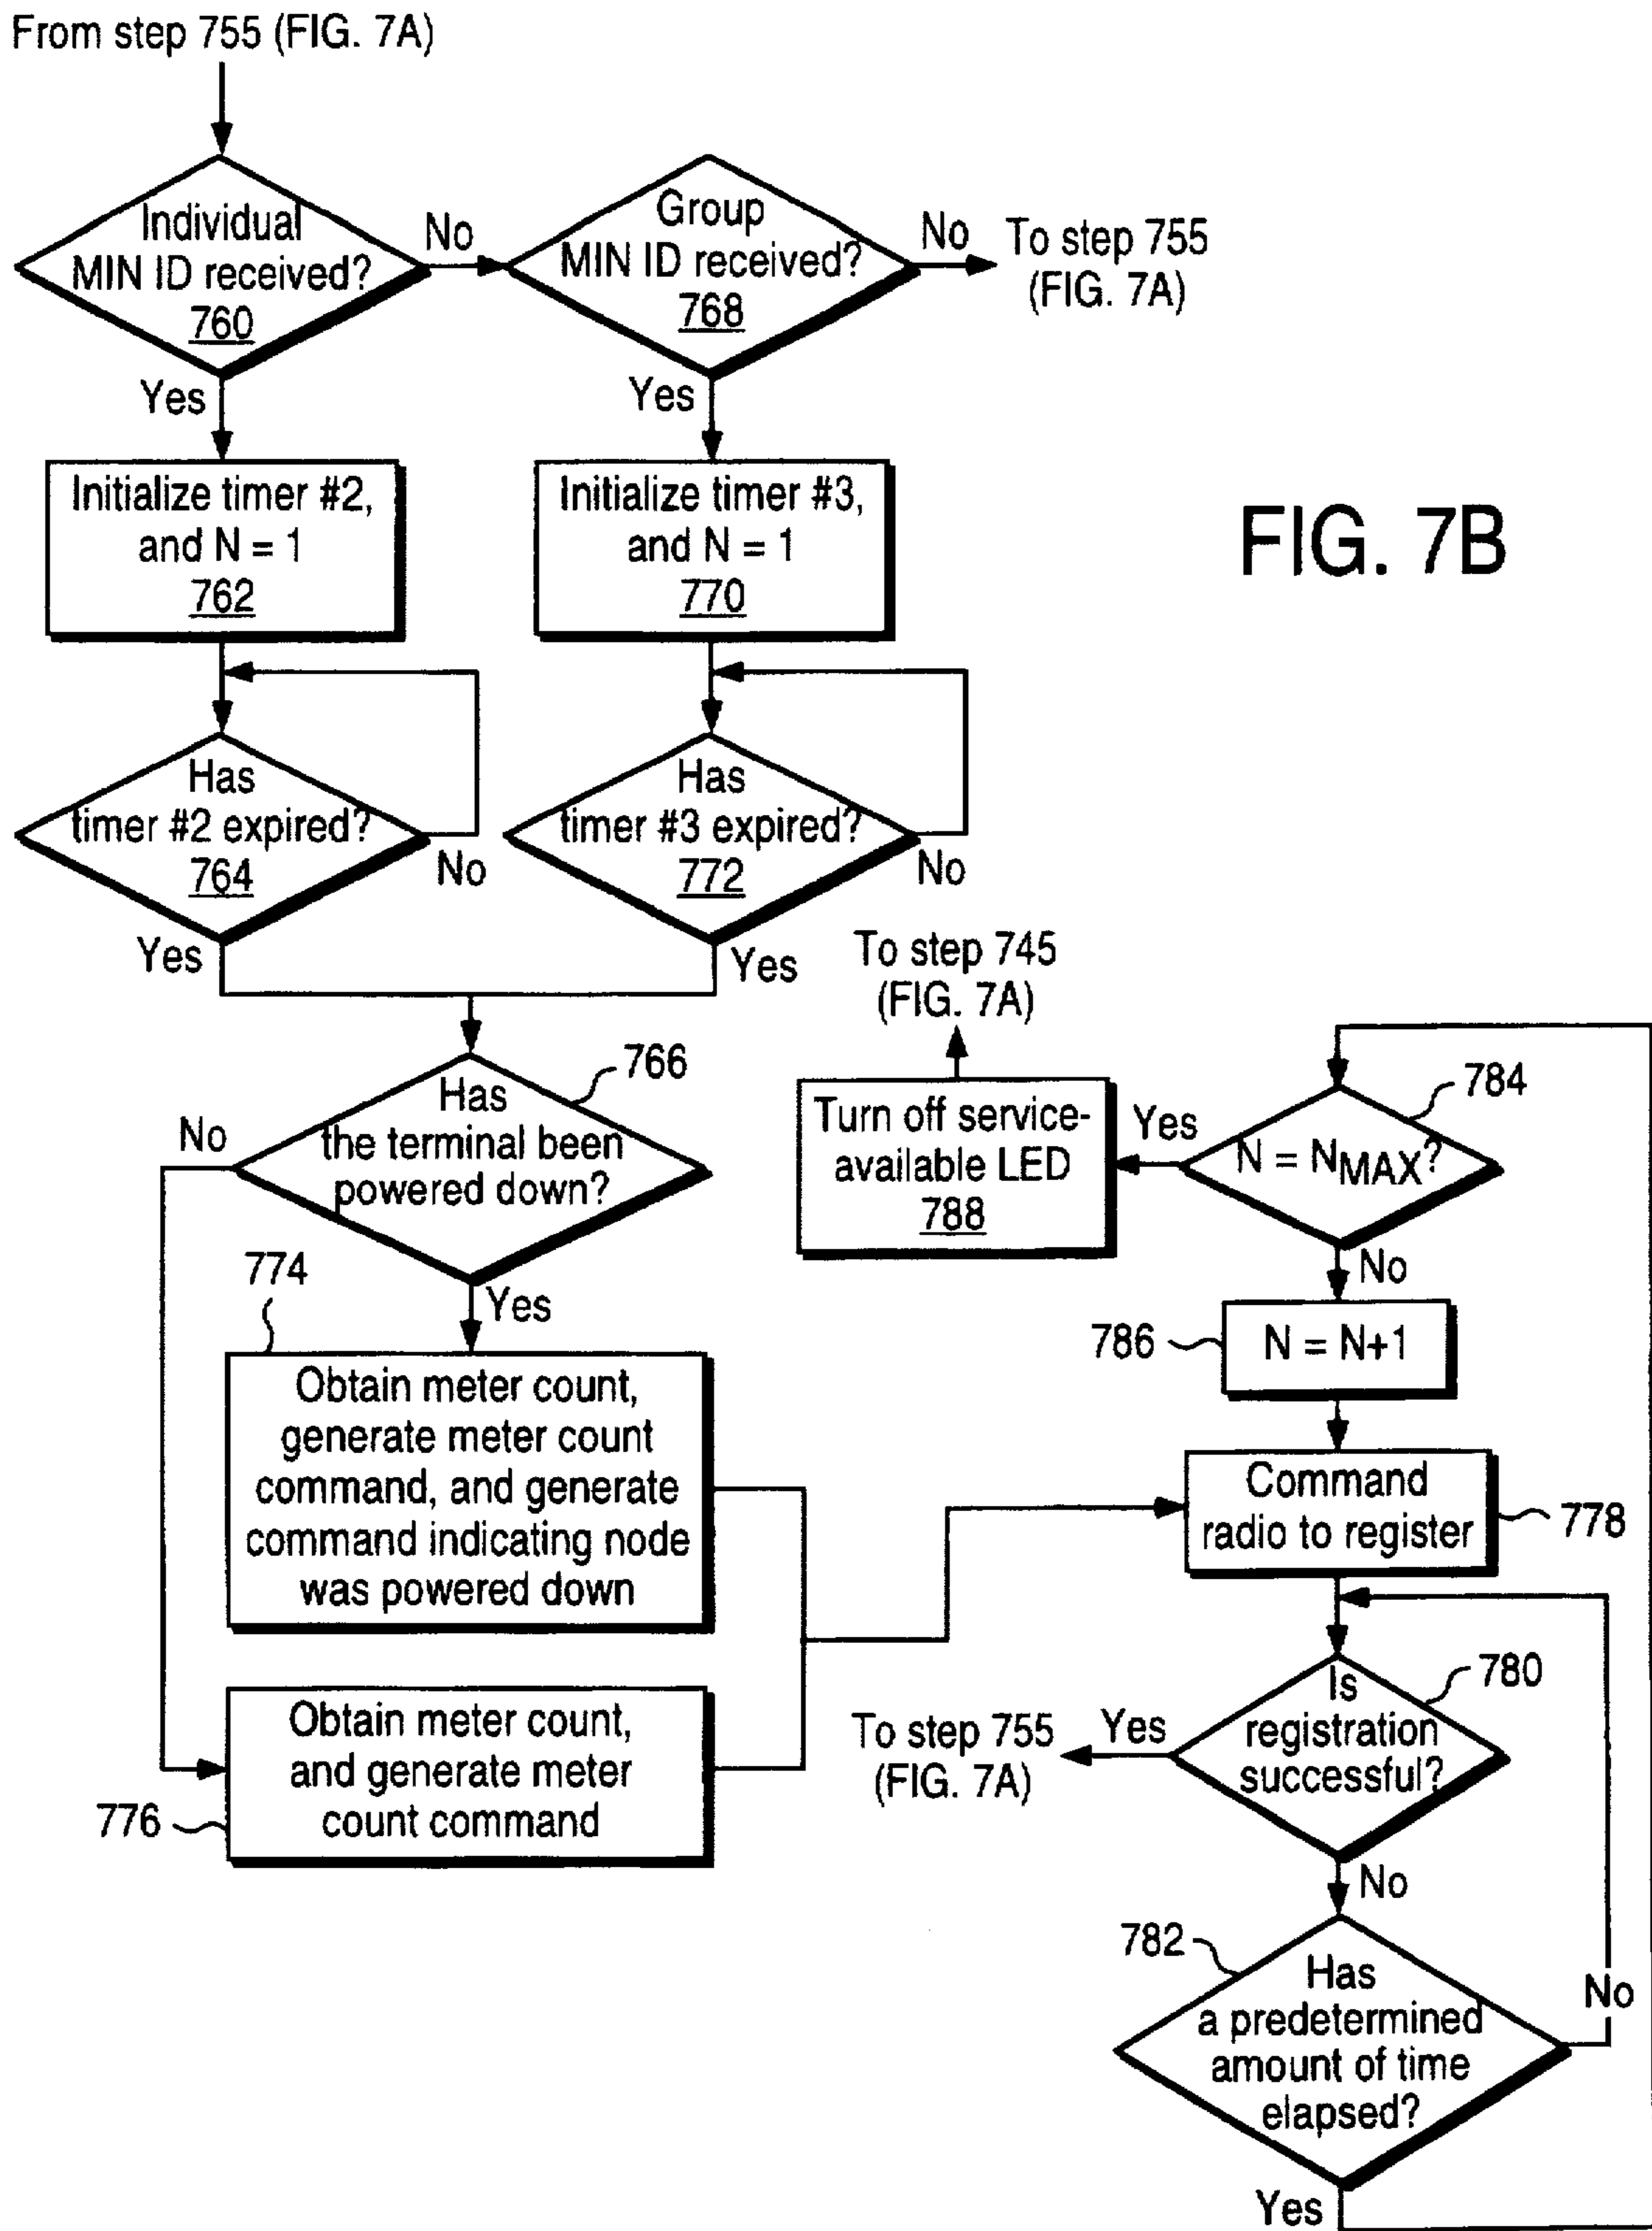 From step 755 (FIG. 7A)
Individual
MIN ID received?
760
No
Group
MIN ID received?
768
No
To step 755
(FIG. 7A)
Yes
Yes
Initialize timer #2,
and N = 1
762
Initialize timer #3,
and N = 1
770
FIG. 7B
Has
timer #2 expired?
764
No
Has
timer #3 expired?
772
No
Yes
Yes
To step 745
(FIG. 7A)
766
Has
the terminal been
powered down?
No
Yes
Turn off service-
available LED
788
Yes
784
N = NMAX?
No
774
Obtain meter count,
generate meter count
command, and generate
command indicating node
was powered down
786
N = N+1
Command
radio to register
778
776
Obtain meter count,
and generate meter
count command
780
Is
registration
successful?
Yes
To step 755
(FIG. 7A)
No
782
Has
a predetermined
amount of time
elapsed?
No
Yes